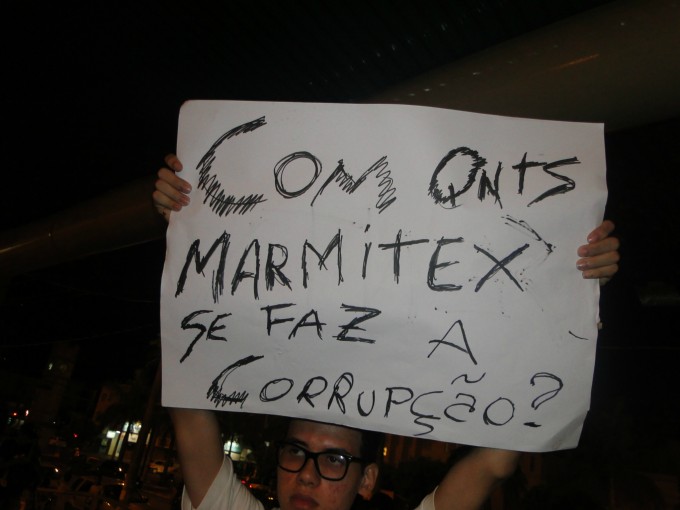 COM QNTS
MARMITEX
SE FAZ A
CORRUPÇÃO?